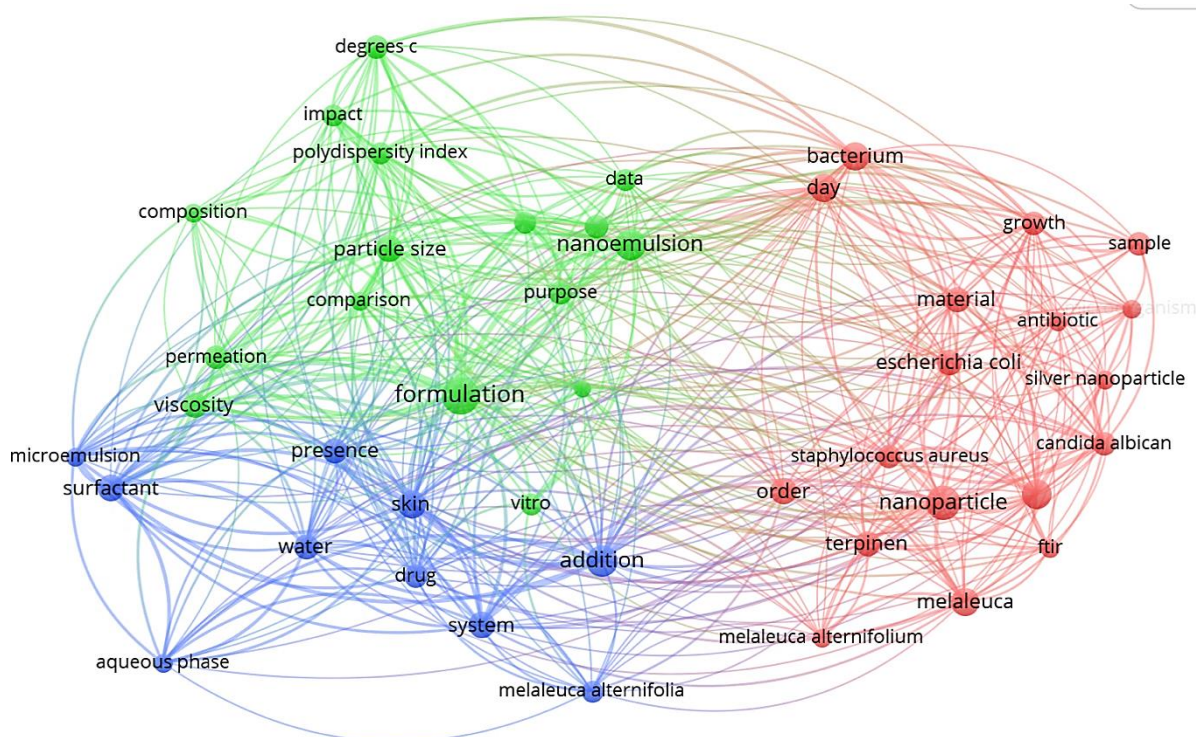 degrees c
impact
polydispersity index
bacterium
data
day
composition
growth
nanoemulsion
sample
particle size
purpose
comparison
material
antibiotic
permeation
escherichia coli
silver nanoparticle
formulation
viscosity
candida albican
presence
microemulsion
staphylococcus aureus
surfactant
order
skin
vitro
nanoparticle
water
terpinen
ftir
addition
drug
melaleuca
system
melaleuca alternifolium
aqueous phase
melaleuca alternifolia